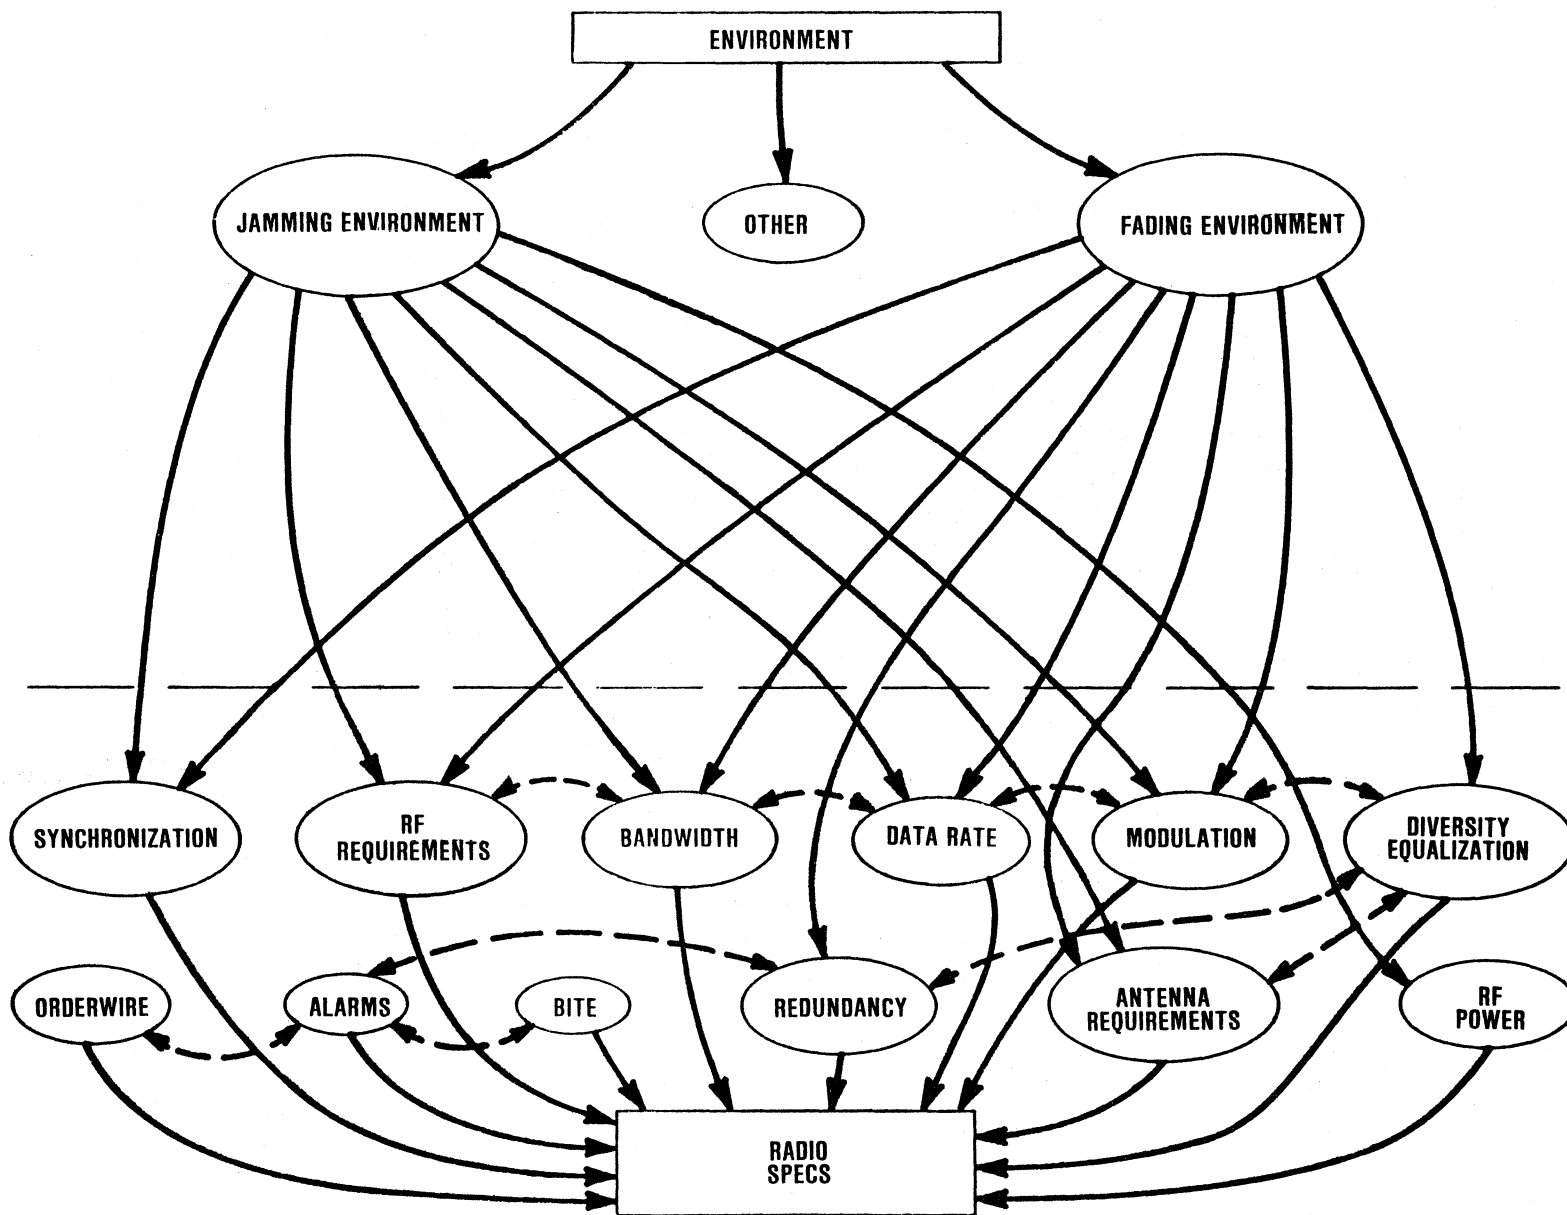 ENVIRONMENT
JAMMING ENVIRONMENT
OTHER
FADING ENVIRONMENT
SYNCHRONIZATION
RF
REQUIREMENTS
BANDWIDTH
DATA RATE
MODULATION
DIVERSITY
EQUALIZATION
ORDERWIRE
ALARMS
BITE
REDUNDANCY
ANTENNA
REQUIREMENTS
RF
POWER
RADIO
SPECS